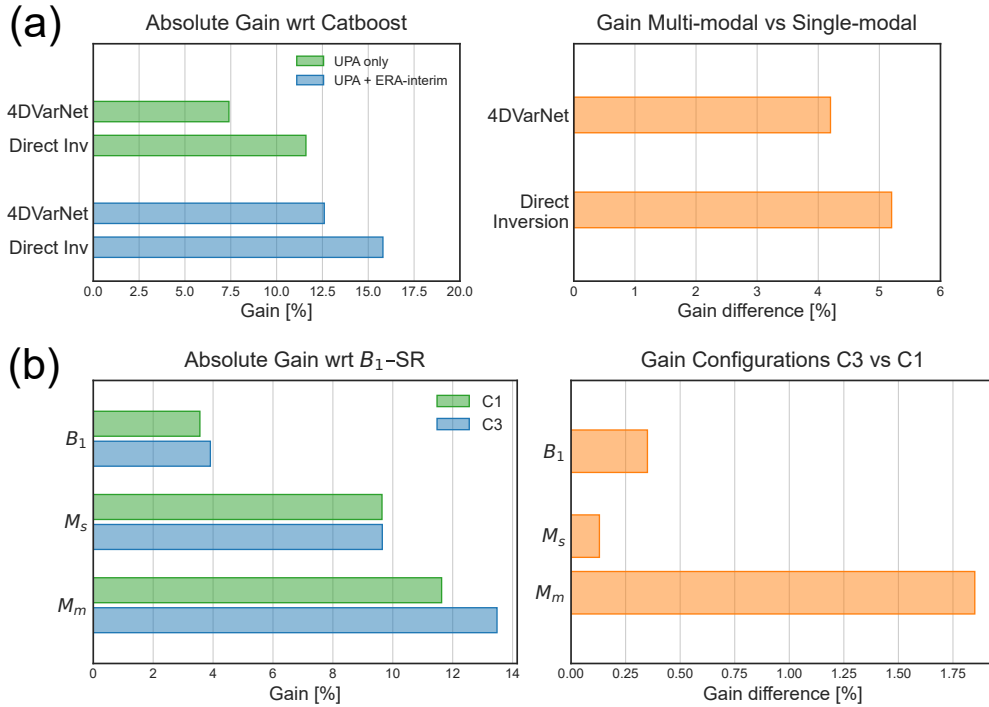 (a)
Absolute Gain wrt Catboost
UPA only
UPA + ERA-interim
4DVarNet
Direct Inv
4DVarNet
Direct Inv
0.0 2.5 5.0 7.5 10.0 12.5 15.0 17.5 20.0
Gain [%]
Gain Multi-modal vs Single-modal
4DVarNet
Direct
Inversion
0 1 2 3 4 5 6
Gain difference [%]
(b)
Absolute Gain wrt B₁–SR
C1
C3
B₁
Mₛ
Mₘ
0 2 4 6 8 10 12 14
Gain [%]
Gain Configurations C3 vs C1
B₁
Mₛ
Mₘ
0.00 0.25 0.50 0.75 1.00 1.25 1.50 1.75
Gain difference [%]